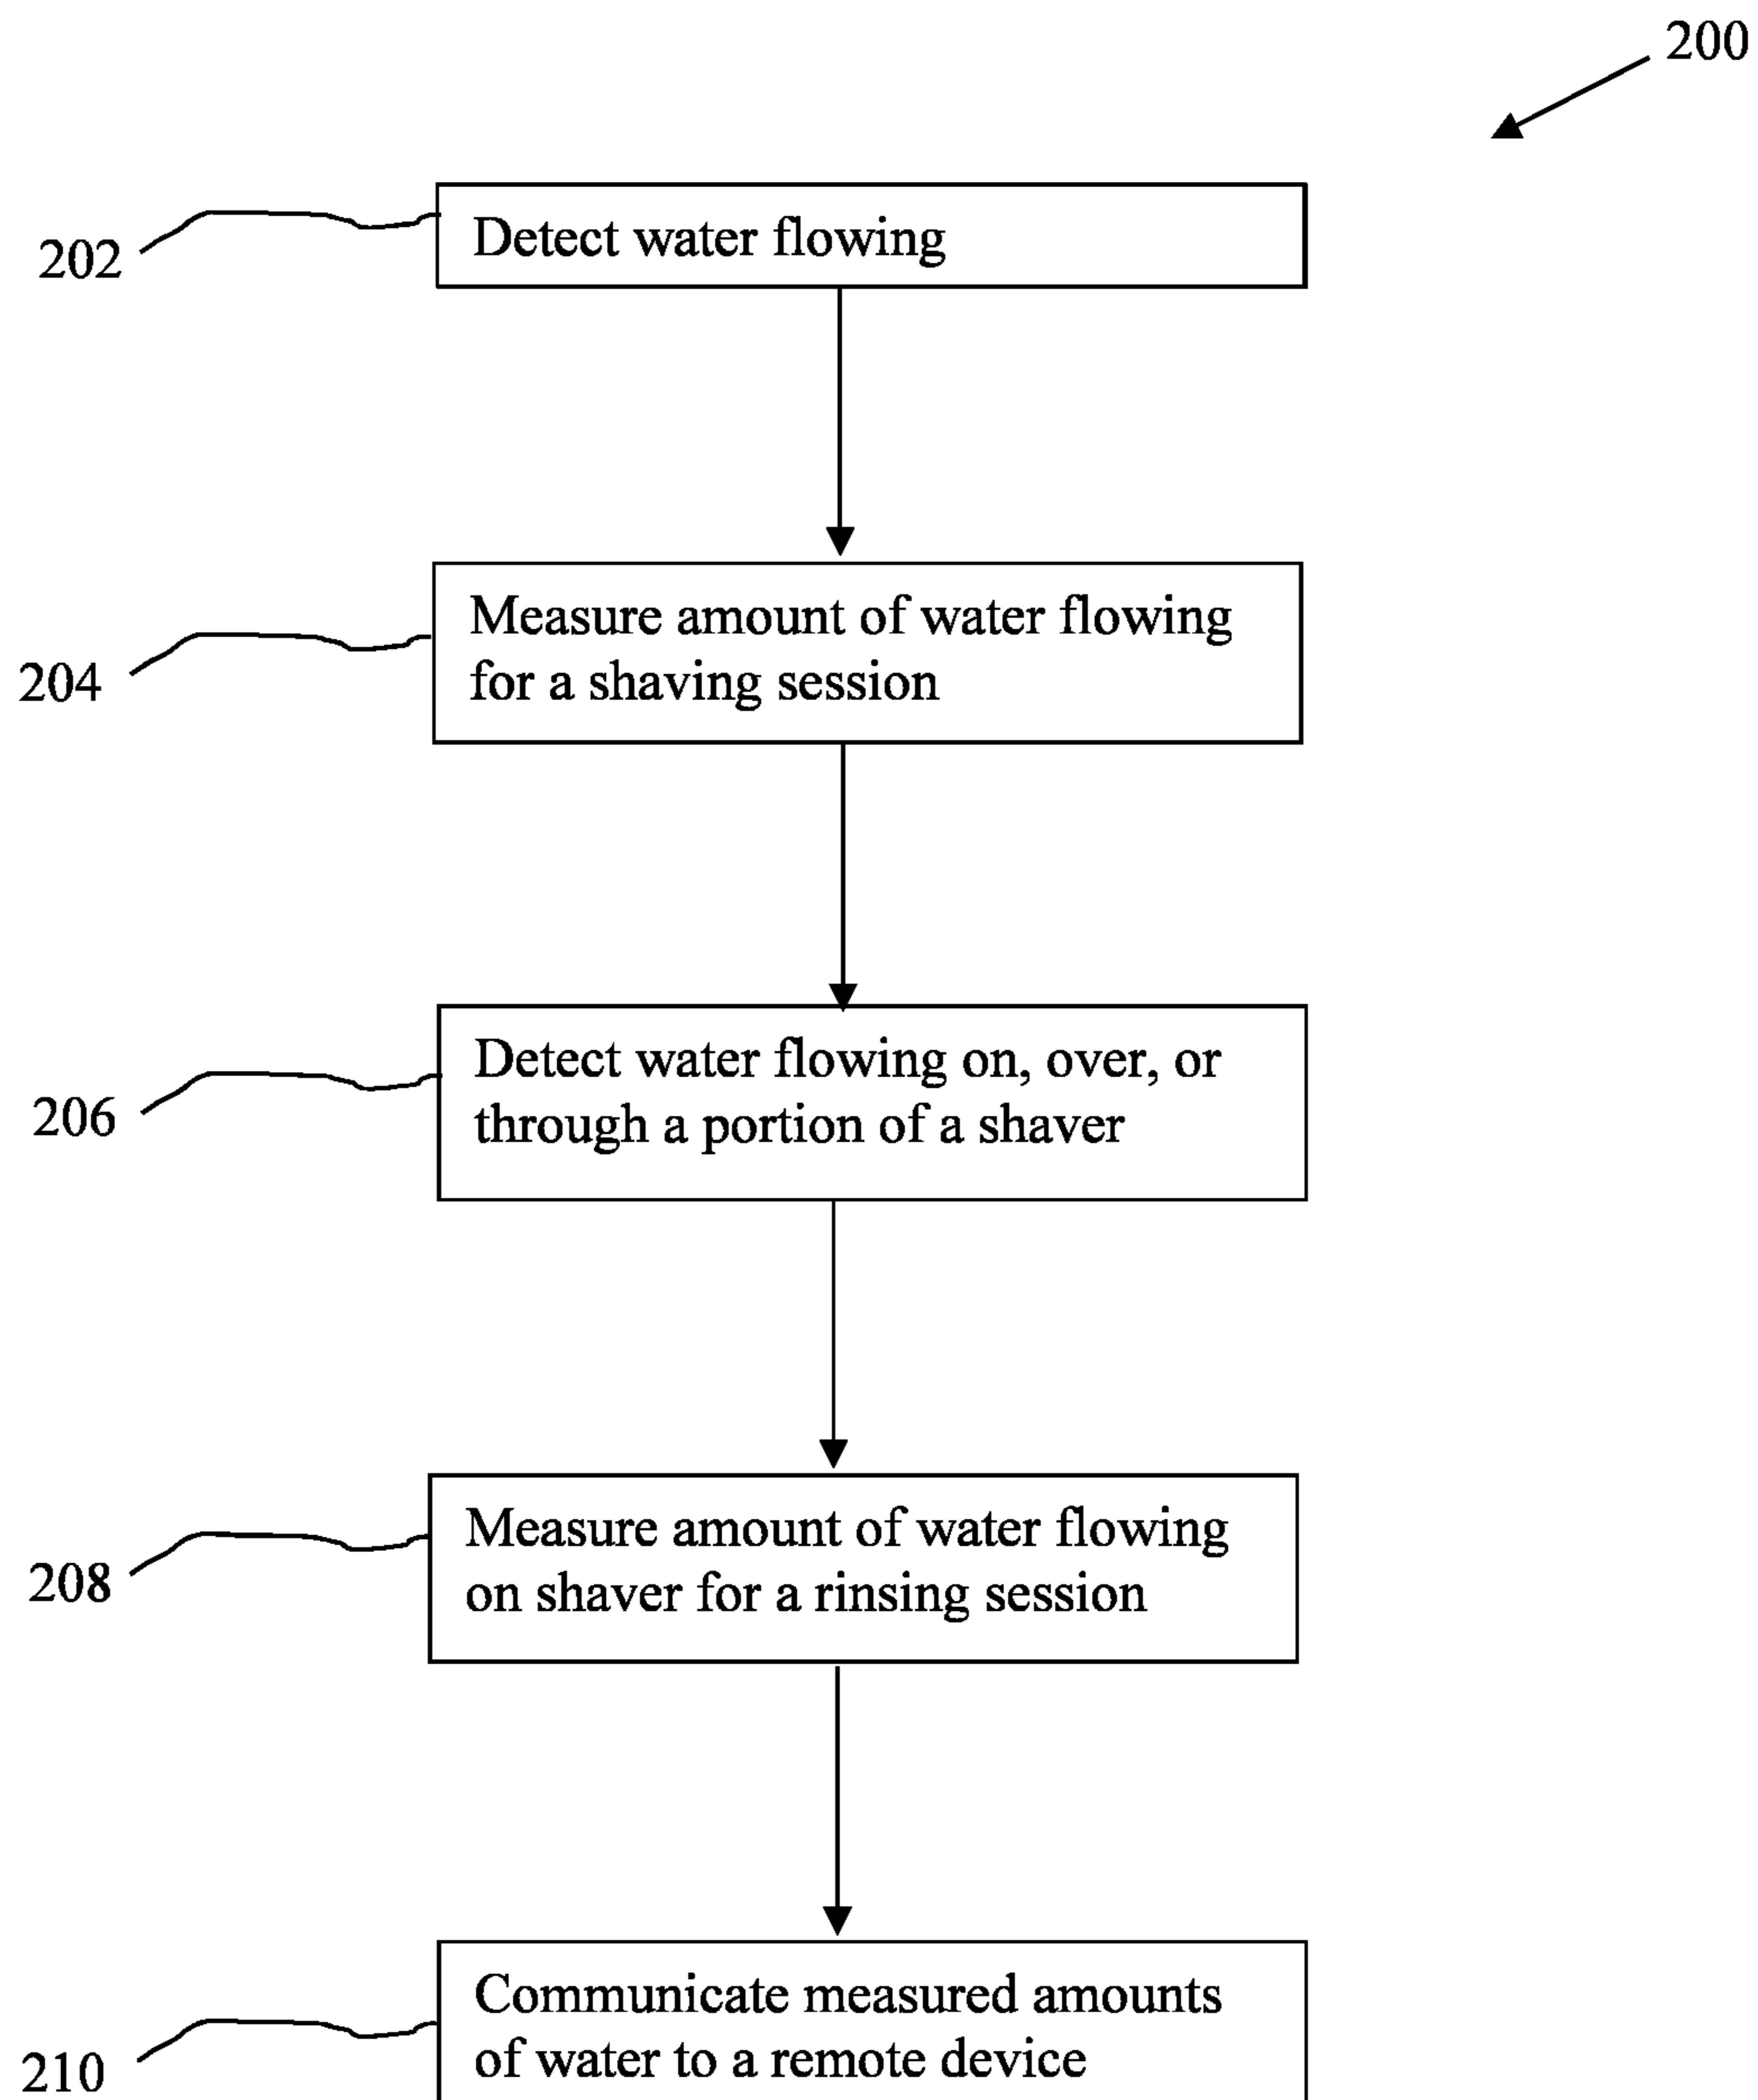 200
202
Detect water flowing
204
Measure amount of water flowing
for a shaving session
206
Detect water flowing on, over, or
through a portion of a shaver
208
Measure amount of water flowing
on shaver for a rinsing session
210
Communicate measured amounts
of water to a remote device